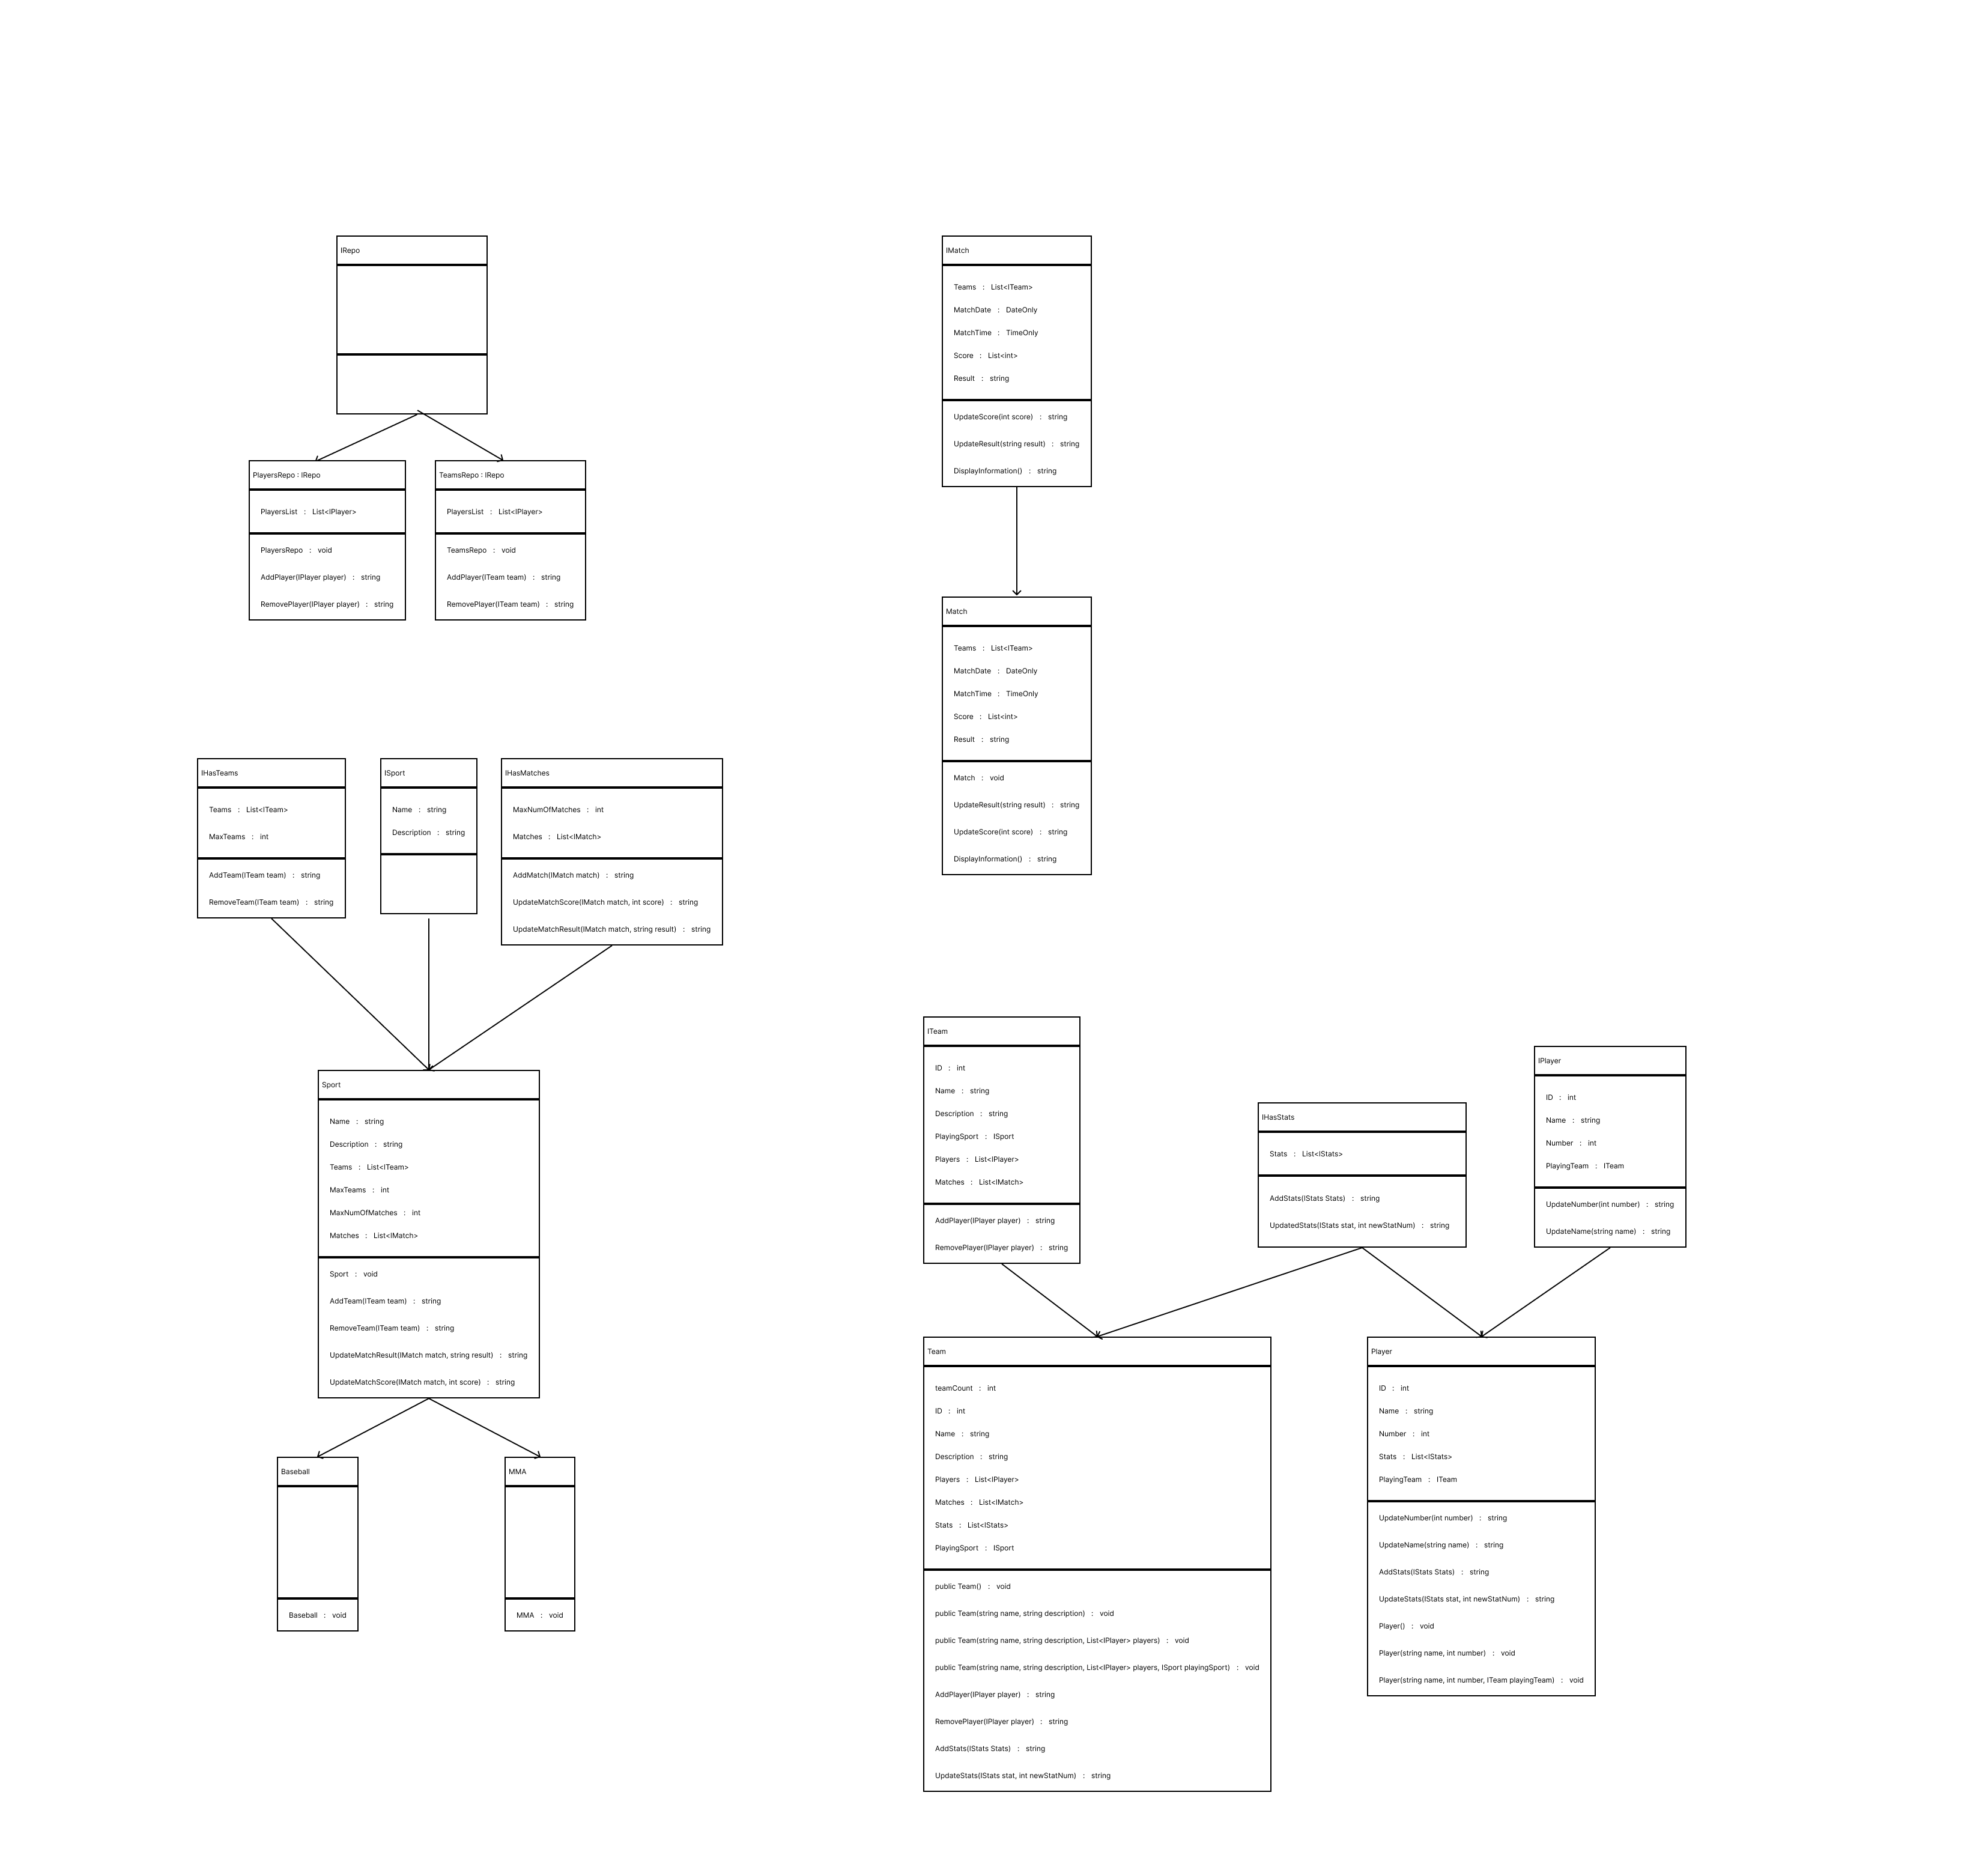 IRepo
PlayersRepo : IRepo
PlayersList : List<IPlayer>
PlayersRepo : void
AddPlayer(IPlayer player) : string
RemovePlayer(IPlayer player) : string
TeamsRepo : IRepo
PlayersList : List<IPlayer>
TeamsRepo : void
AddPlayer(ITeam team) : string
RemovePlayer(ITeam team) : string
IMatch
Teams : List<ITeam>
MatchDate : DateOnly
MatchTime : TimeOnly
Score : List<int>
Result : string
UpdateScore(int score) : string
UpdateResult(string result) : string
DisplayInformation() : string
Match
Teams : List<ITeam>
MatchDate : DateOnly
MatchTime : TimeOnly
Score : List<int>
Result : string
Match : void
UpdateResult(string result) : string
UpdateScore(int score) : string
DisplayInformation() : string
IHasTeams
Teams : List<ITeam>
MaxTeams : int
AddTeam(ITeam team) : string
RemoveTeam(ITeam team) : string
ISport
Name : string
Description : string
IHasMatches
MaxNumOfMatches : int
Matches : List<IMatch>
AddMatch(IMatch match) : string
UpdateMatchScore(IMatch match, int score) : string
UpdateMatchResult(IMatch match, string result) : string
Sport
Name : string
Description : string
Teams : List<ITeam>
MaxTeams : int
MaxNumOfMatches : int
Matches : List<IMatch>
Sport : void
AddTeam(ITeam team) : string
RemoveTeam(ITeam team) : string
UpdateMatchResult(IMatch match, string result) : string
UpdateMatchScore(IMatch match, int score) : string
Baseball
Baseball : void
MMA
MMA : void
ITeam
ID : int
Name : string
Description : string
PlayingSport : ISport
Players : List<IPlayer>
Matches : List<IMatch>
AddPlayer(IPlayer player) : string
RemovePlayer(IPlayer player) : string
IHasStats
Stats : List<IStats>
AddStats(IStats Stats) : string
UpdatedStats(IStats stat, int newStatNum) : string
IPlayer
ID : int
Name : string
Number : int
PlayingTeam : ITeam
UpdateNumber(int number) : string
UpdateName(string name) : string
Team
teamCount : int
ID : int
Name : string
Description : string
Players : List<IPlayer>
Matches : List<IMatch>
Stats : List<IStats>
PlayingSport : ISport
public Team() : void
public Team(string name, string description) : void
public Team(string name, string description, List<IPlayer> players) : void
public Team(string name, string description, List<IPlayer> players, ISport playingSport) : void
AddPlayer(IPlayer player) : string
RemovePlayer(IPlayer player) : string
AddStats(IStats Stats) : string
UpdateStats(IStats stat, int newStatNum) : string
Player
ID : int
Name : string
Number : int
Stats : List<IStats>
PlayingTeam : ITeam
UpdateNumber(int number) : string
UpdateName(string name) : string
AddStats(IStats Stats) : string
UpdateStats(IStats stat, int newStatNum) : string
Player() : void
Player(string name, int number) : void
Player(string name, int number, ITeam playingTeam) : void